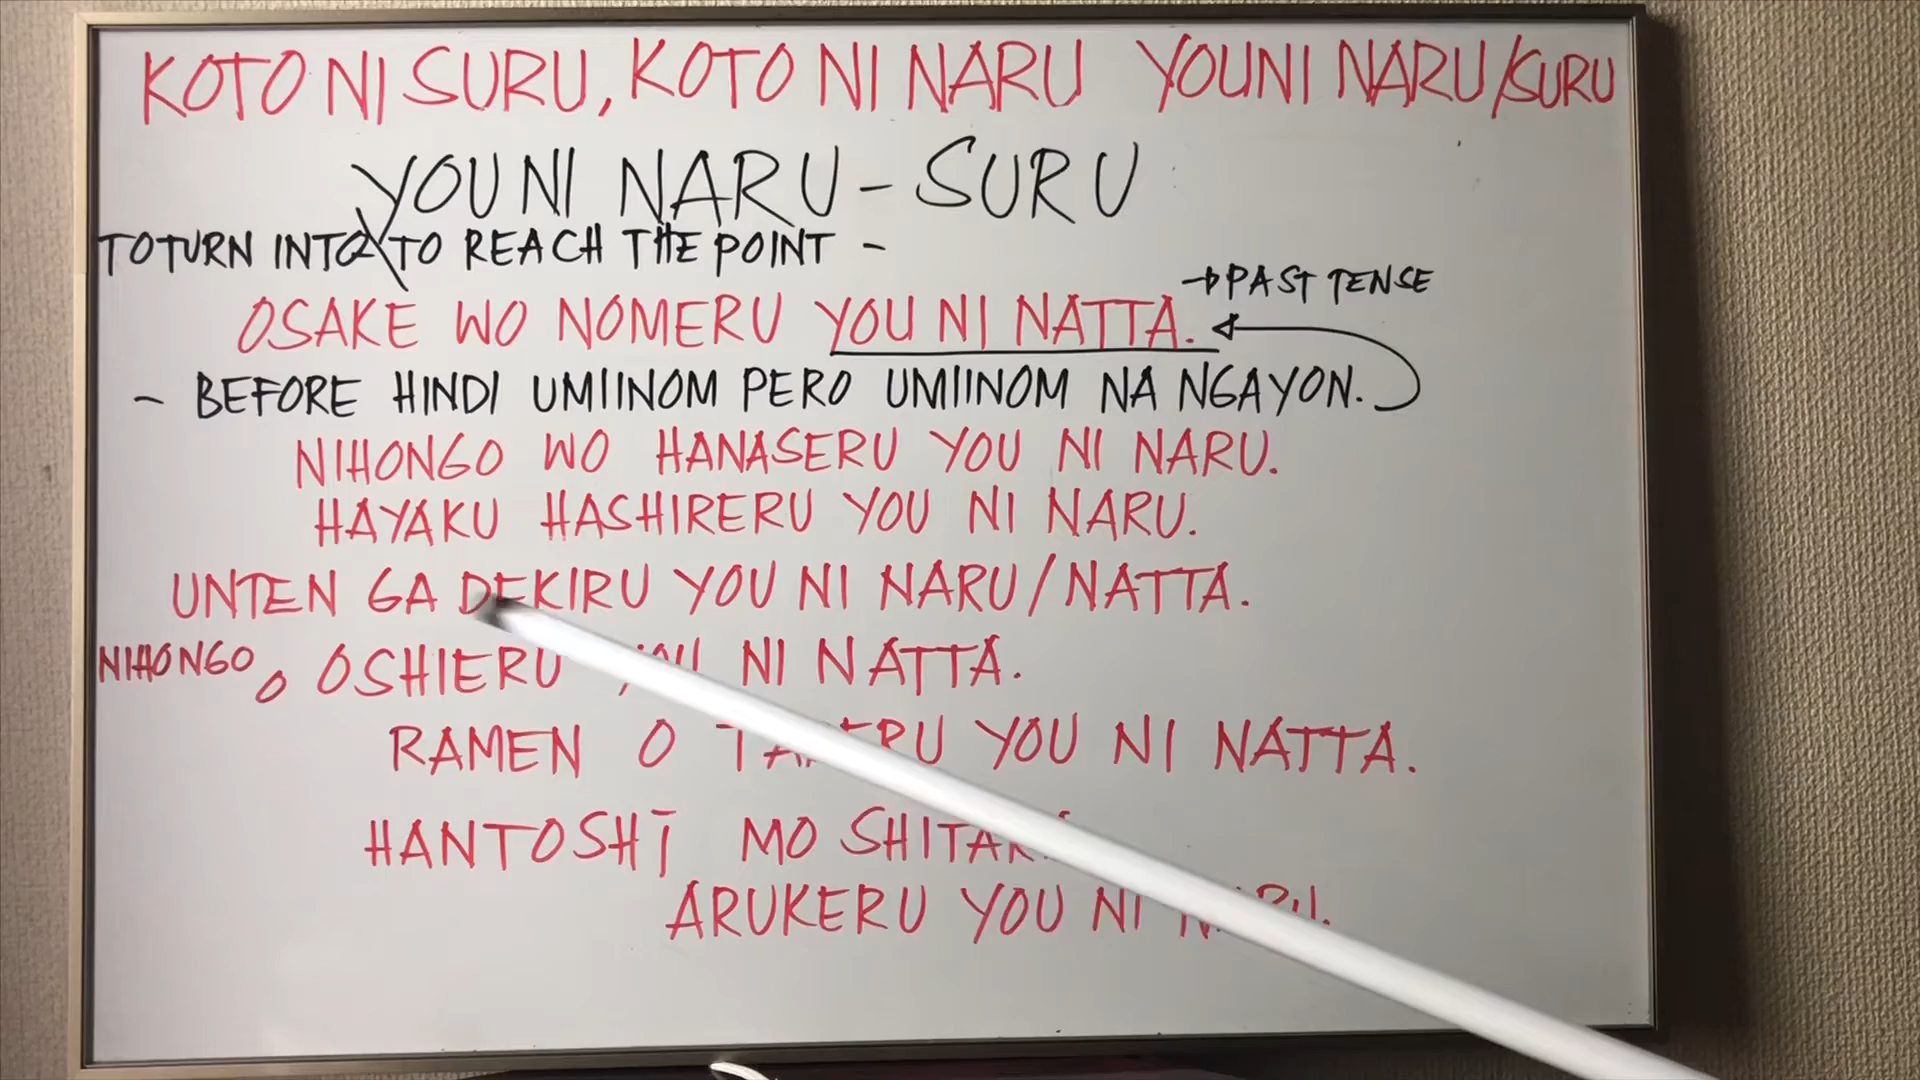 KOTO NI SURU, KOTO NI NARU YOUNI NARU/SURU
YOUNI NARU - SURU
TO TURN INTO \ TO REACH THE POINT -
→ PAST TENSE
OSAKE WO NOMERU YOU NI NATTA.
- BEFORE HINDI UMIINOM PERO UMIINOM NA NGAYON.
NIHONGO WO HANASERU YOU NI NARU.
HAYAKU HASHIRERU YOU NI NARU.
UNTEN GA DEKIRU YOU NI NARU/NATTA.
NIHONGO O OSHIERU YOU NI NATTA.
RAMEN O YOU NI NATTA.
HANTOSHI MO
ARUKERU YOU NI